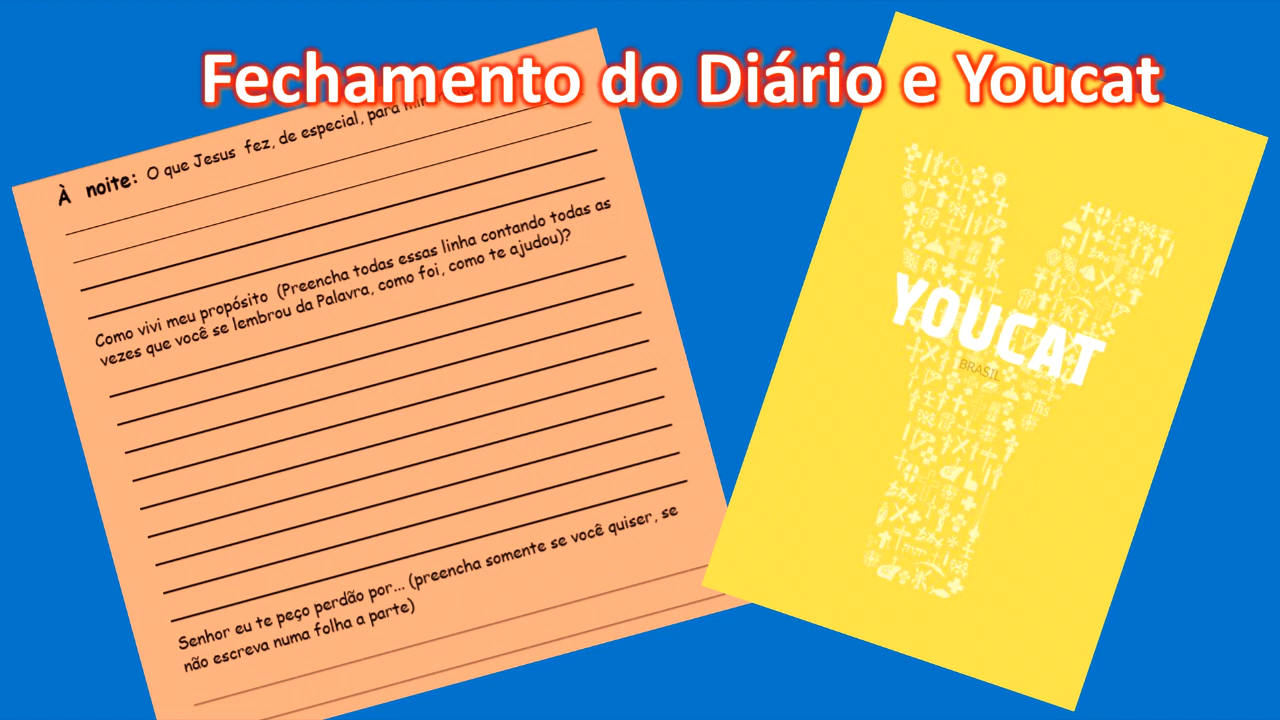 Fechamento do Diário e Youcat
À noite: O que Jesus fez, de especial, para
Como vivi meu propósito (Preencha todas essas linha contando todas as
vezes que você se lembrou da Palavra, como foi, como te ajudou)?
Senhor eu te peço perdão por... (preencha somente se você quiser, se
não escreva numa folha a parte)
YOUCAT
BRASIL